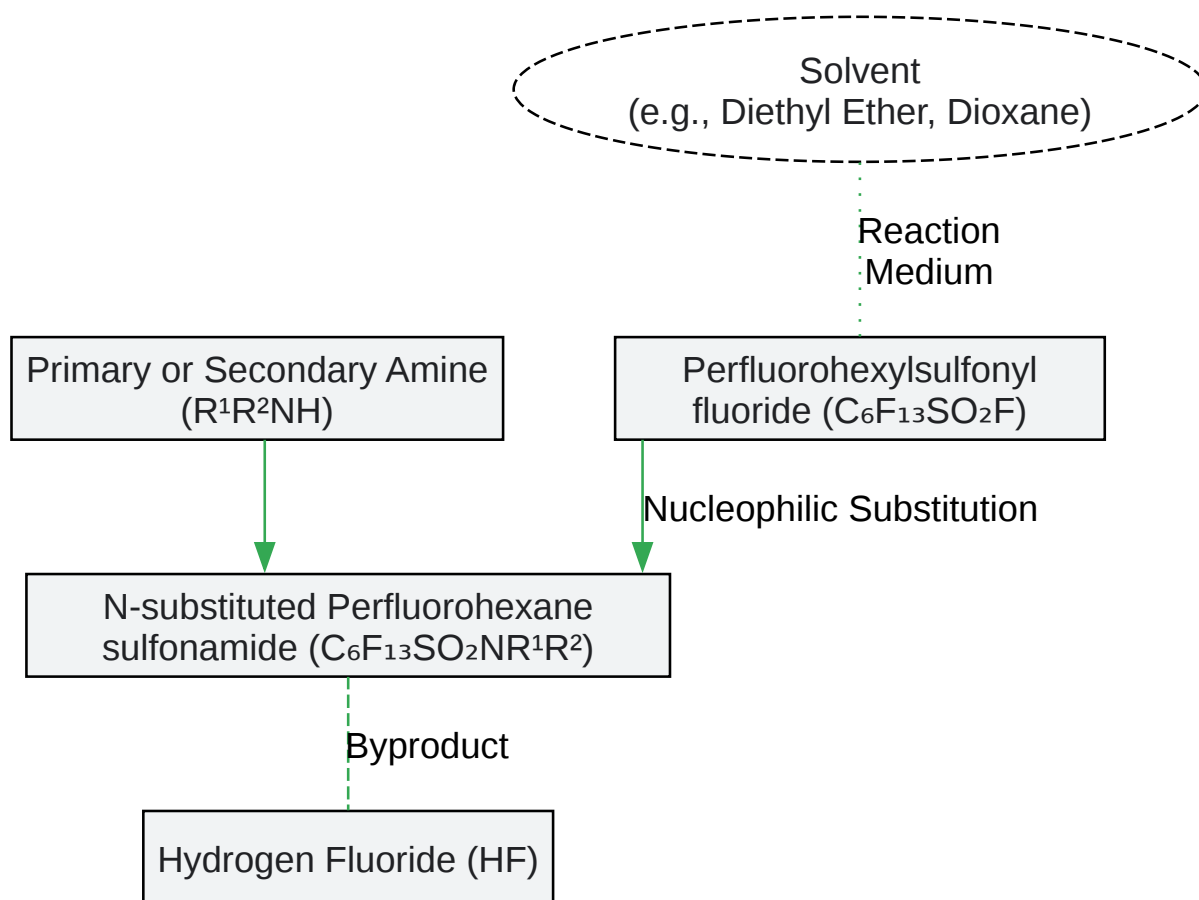 Solvent
(e.g., Diethyl Ether, Dioxane)
Reaction
Medium
Primary or Secondary Amine
(R¹R²NH)
Perfluorohexylsulfonyl
fluoride (C₆F₁₃SO₂F)
Nucleophilic Substitution
N-substituted Perfluorohexane
sulfonamide (C₆F₁₃SO₂NR¹R²)
Byproduct
Hydrogen Fluoride (HF)